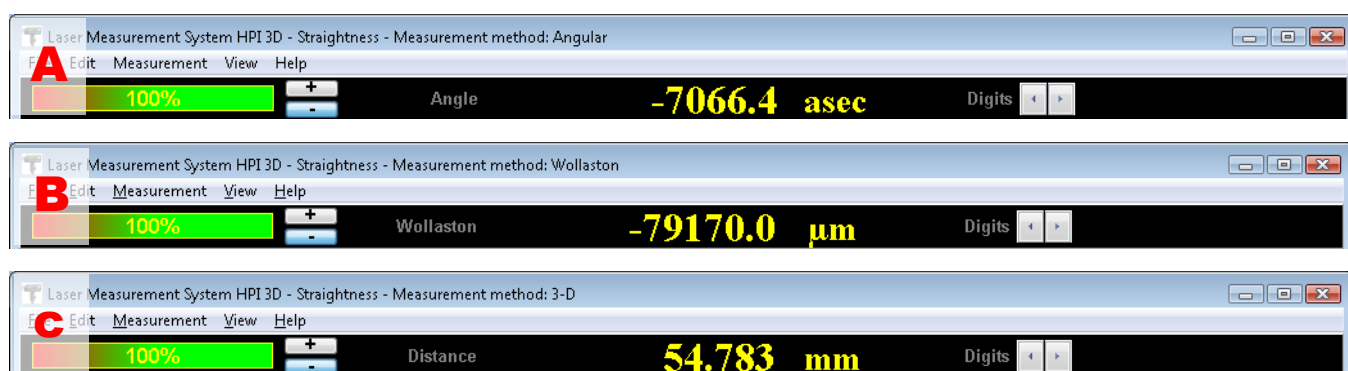 Laser Measurement System HPI 3D - Straightness - Measurement method: Angular
A
File Edit Measurement View Help
100% + - Angle -7066.4 asec Digits
Laser Measurement System HPI 3D - Straightness - Measurement method: Wollaston
B
File Edit Measurement View Help
100% + - Wollaston -79170.0 µm Digits
Laser Measurement System HPI 3D - Straightness - Measurement method: 3-D
C
File Edit Measurement View Help
100% + - Distance 54.783 mm Digits